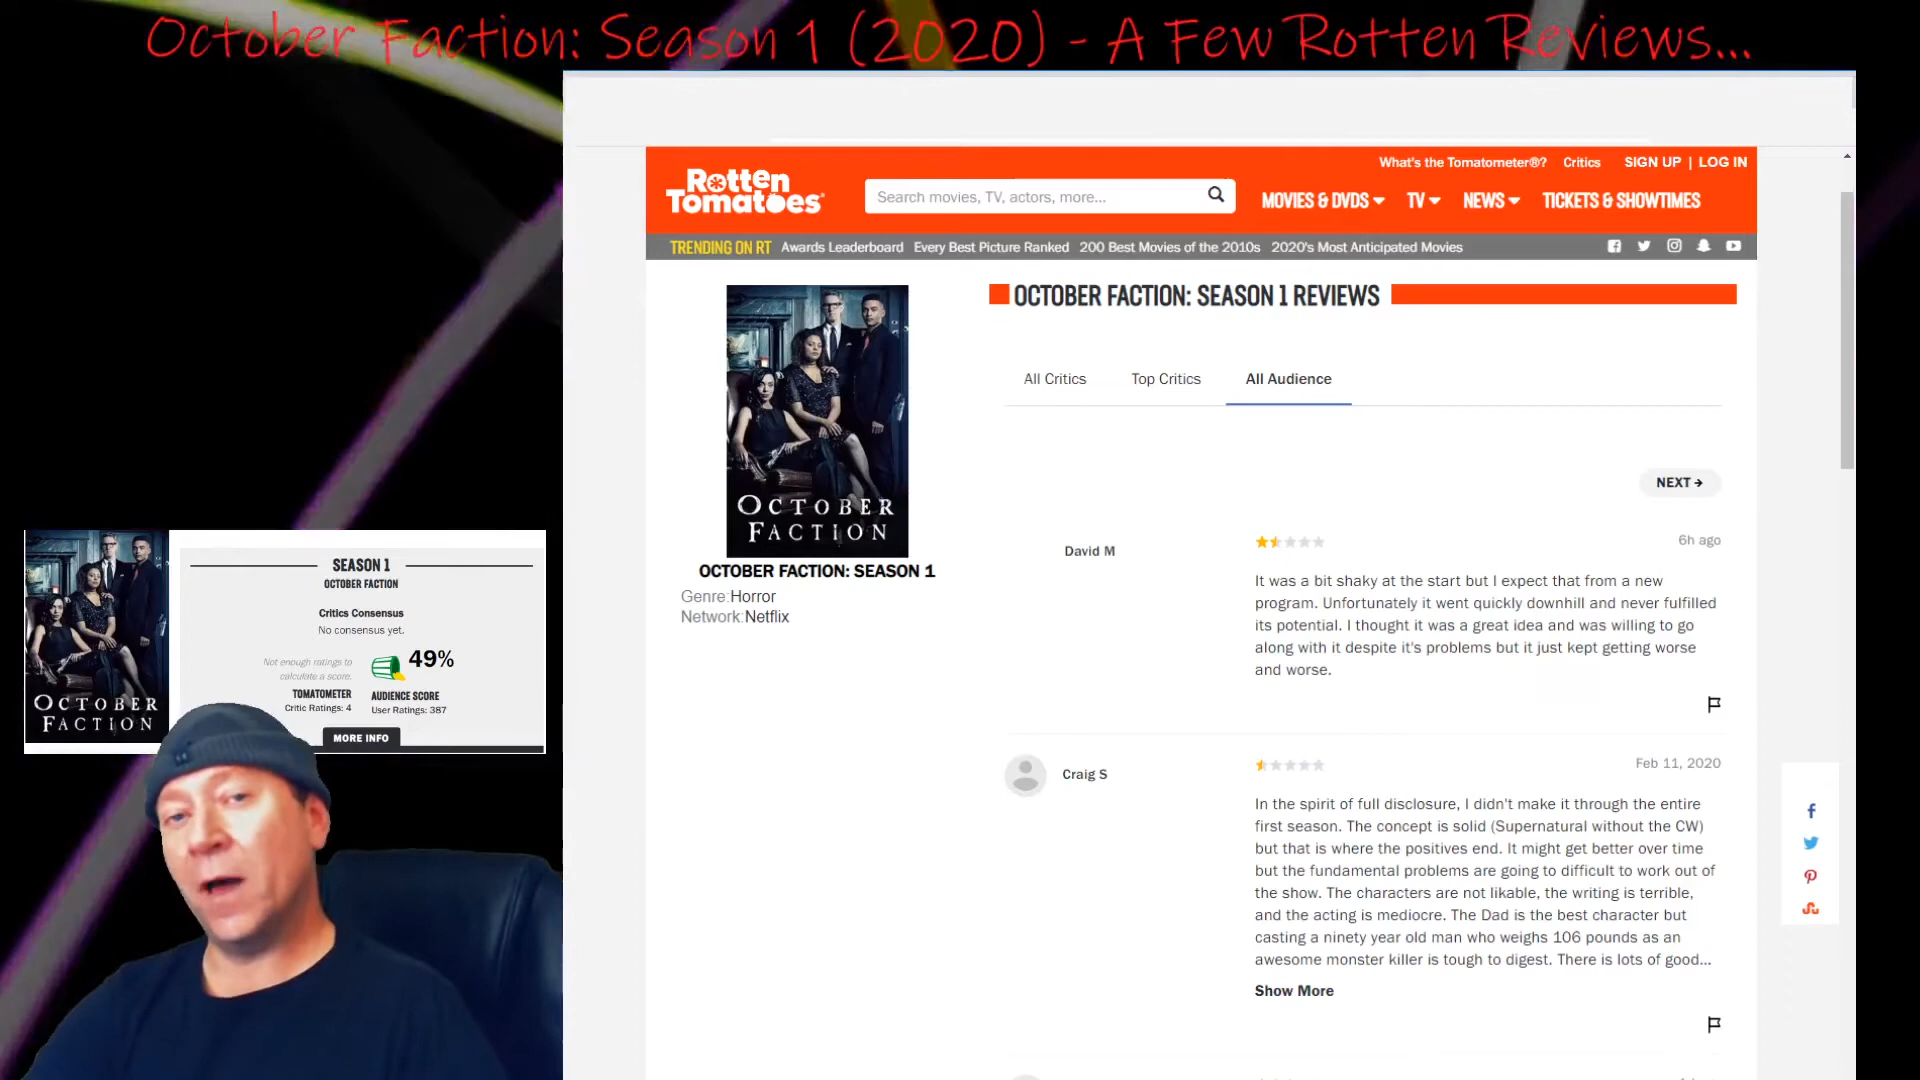 October Faction: Season 1 (2020) - A Few Rotten Reviews...
What's the Tomatometer®? Critics SIGN UP | LOG IN
Rotten
Tomatoes
Search movies, TV, actors, more...
MOVIES & DVDS TV NEWS TICKETS & SHOWTIMES
TRENDING ON RT Awards Leaderboard Every Best Picture Ranked 200 Best Movies of the 2010s 2020's Most Anticipated Movies
OCTOBER
FACTION
OCTOBER FACTION: SEASON 1
Genre:Horror
Network:Netflix
OCTOBER FACTION: SEASON 1 REVIEWS
All Critics Top Critics All Audience
NEXT
David M
6h ago
It was a bit shaky at the start but I expect that from a new
program. Unfortunately it went quickly downhill and never fulfilled
its potential. I thought it was a great idea and was willing to go
along with it despite it's problems but it just kept getting worse
and worse.
Craig S
Feb 11, 2020
In the spirit of full disclosure, I didn't make it through the entire
first season. The concept is solid (Supernatural without the CW)
but that is where the positives end. It might get better over time
but the fundamental problems are going to difficult to work out of
the show. The characters are not likable, the writing is terrible,
and the acting is mediocre. The Dad is the best character but
casting a ninety year old man who weighs 106 pounds as an
awesome monster killer is tough to digest. There is lots of good...
Show More
OCTOBER
FACTION
SEASON 1
OCTOBER FACTION
Critics Consensus
No consensus yet.
Not enough ratings to
calculate a score.
TOMATOMETER
Critic Ratings: 4
49%
AUDIENCE SCORE
User Ratings: 387
MORE INFO